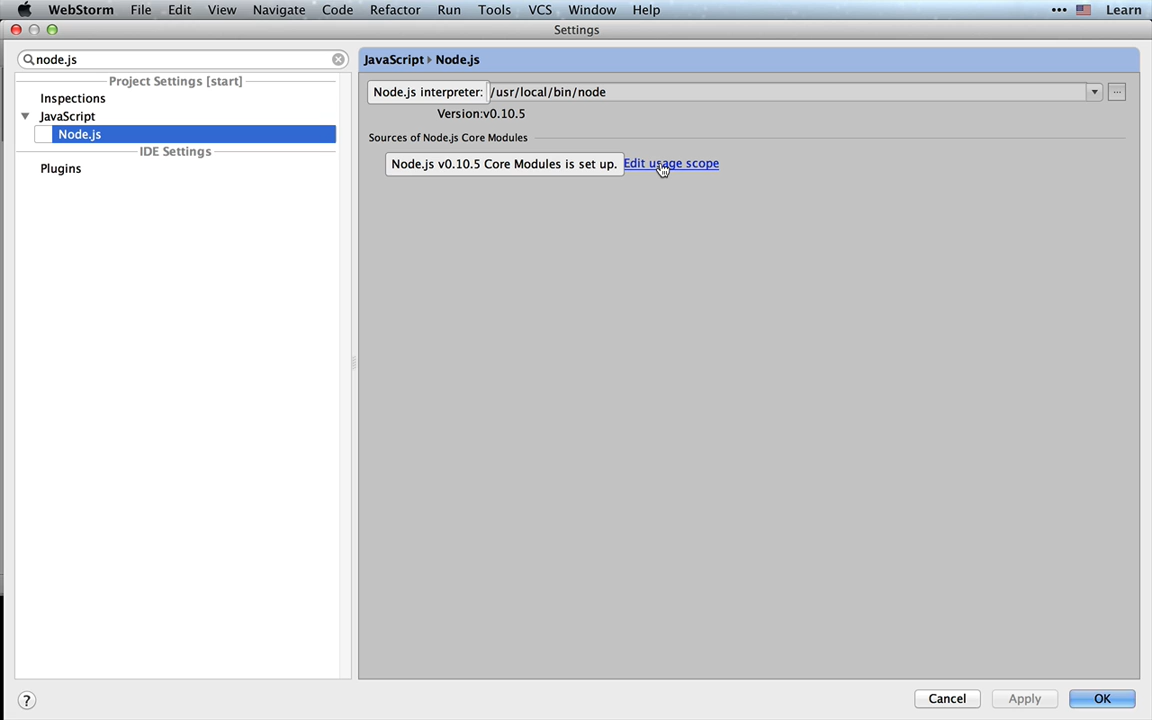 WebStorm File Edit View Navigate Code Refactor Run Tools VCS Window Help ••• Learn
Settings
node.js
Project Settings [start]
Inspections
JavaScript
Node.js
IDE Settings
Plugins
JavaScript › Node.js
Node.js interpreter: /usr/local/bin/node ...
Version:v0.10.5
Sources of Node.js Core Modules
Node.js v0.10.5 Core Modules is set up. Edit usage scope
? Cancel Apply OK